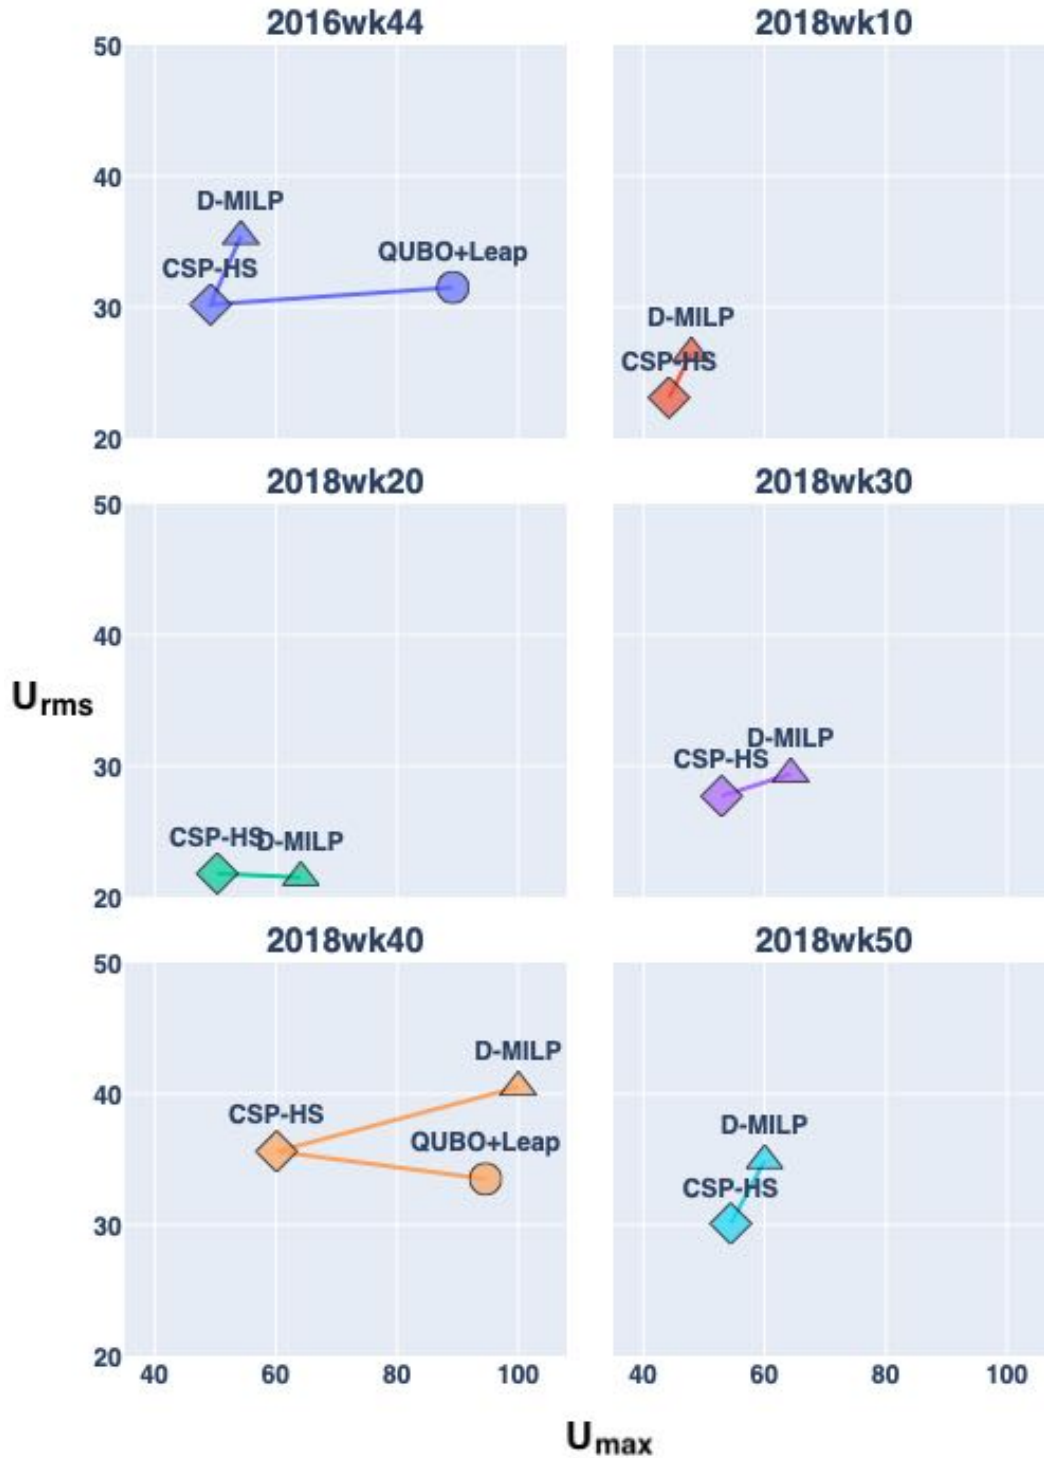 2016wk44 2018wk10
50
40
D-MILP
QUBO+Leap
CSP-HS
30
D-MILP
CSP-HS
20
2018wk20 2018wk30
50
40
Urms
D-MILP
30
CSP-HS
CSP-HS D-MILP
20
2018wk40 2018wk50
50
D-MILP
40
CSP-HS
D-MILP
QUBO+Leap
CSP-HS
30
20
40 60 80 100 40 60 80 100
Umax